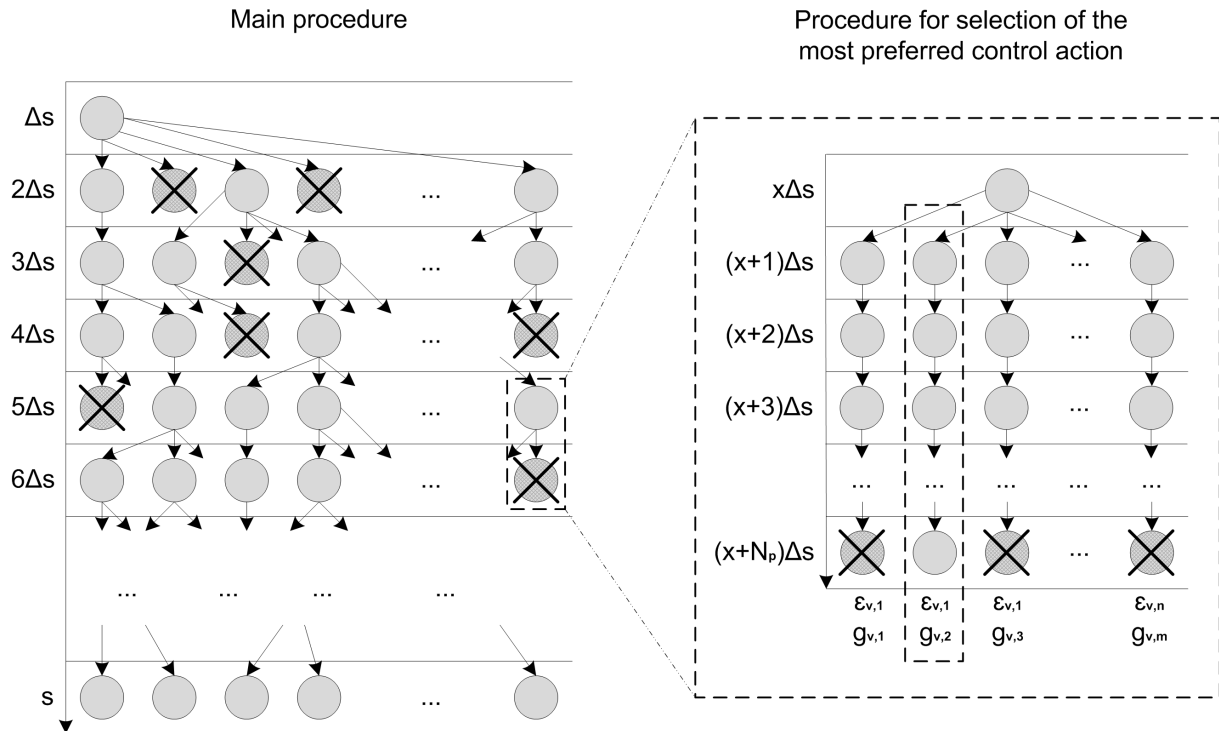 Main procedure
Procedure for selection of the
most preferred control action
Δs
2Δs
...
3Δs
...
4Δs
...
5Δs
...
6Δs
...
... ... ... ...
s
...
xΔs
(x+1)Δs
...
(x+2)Δs
...
(x+3)Δs
...
... ... ... ... ...
(x+Nₚ)Δs
...
εv,1 εv,1 εv,1 εv,n
gv,1 gv,2 gv,3 gv,m